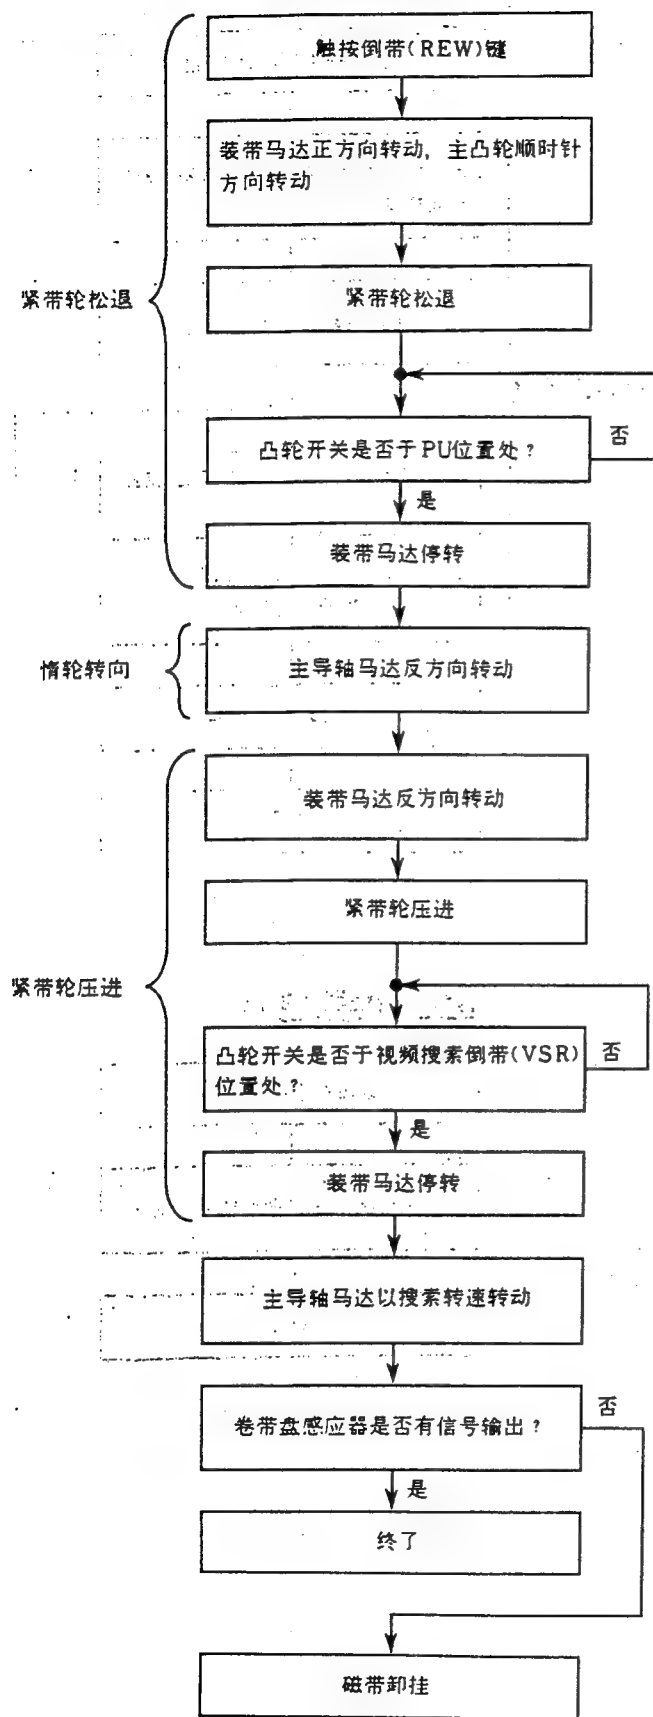 触按倒带(REW)键
装带马达正方向转动，主凸轮顺时针
方向转动
紧带轮松退
紧带轮松退
凸轮开关是否于PU位置处？
否
是
装带马达停转
惰轮转向
主导轴马达反方向转动
装带马达反方向转动
紧带轮压进
紧带轮压进
凸轮开关是否于视频搜索倒带(VSR)
位置处？
否
是
装带马达停转
主导轴马达以搜索转速转动
卷带盘感应器是否有信号输出？
否
是
终了
磁带卸挂